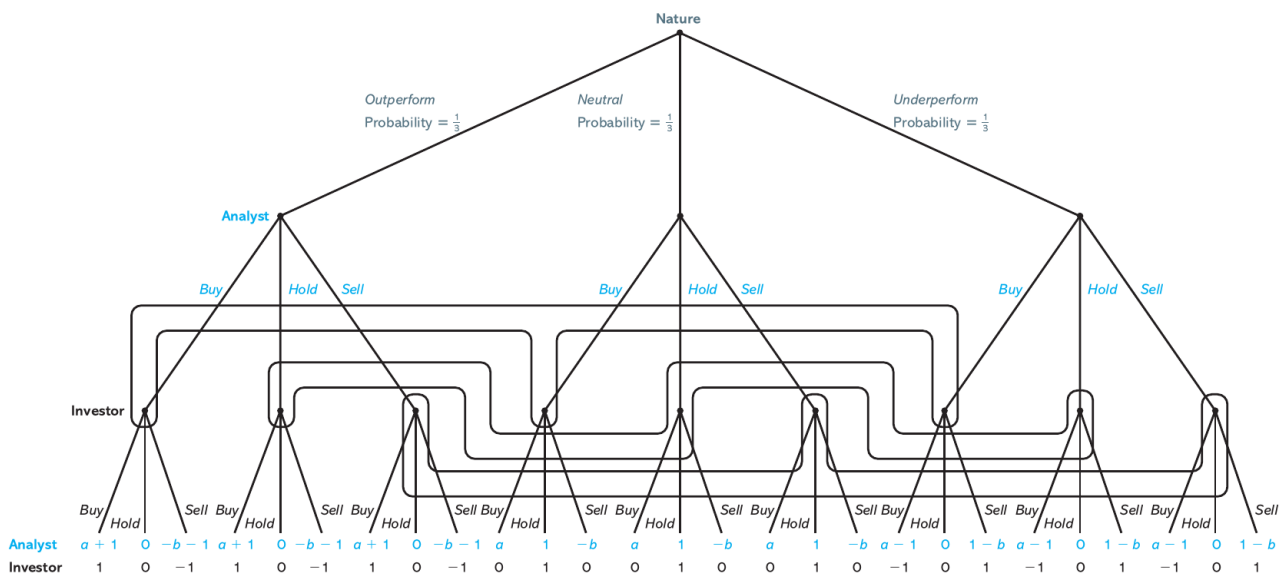 Nature
Outperform Neutral Underperform
Probability = 1/3 Probability = 1/3 Probability = 1/3
Analyst
Buy Hold Sell Buy Hold Sell Buy Hold Sell
Investor
Buy Hold Sell Buy Hold Sell Buy Hold Sell Buy Hold Sell Buy Hold Sell Buy Hold Sell Buy Hold Sell Buy Hold Sell Buy Hold Sell
Analyst a + 1 0 −b − 1 a + 1 0 −b − 1 a + 1 0 −b − 1 a 1 −b a 1 −b a 1 −b a − 1 0 1 − b a − 1 0 1 − b a − 1 0 1 − b
Investor 1 0 −1 1 0 −1 1 0 −1 0 1 0 0 1 0 0 1 0 −1 0 1 −1 0 1 −1 0 1